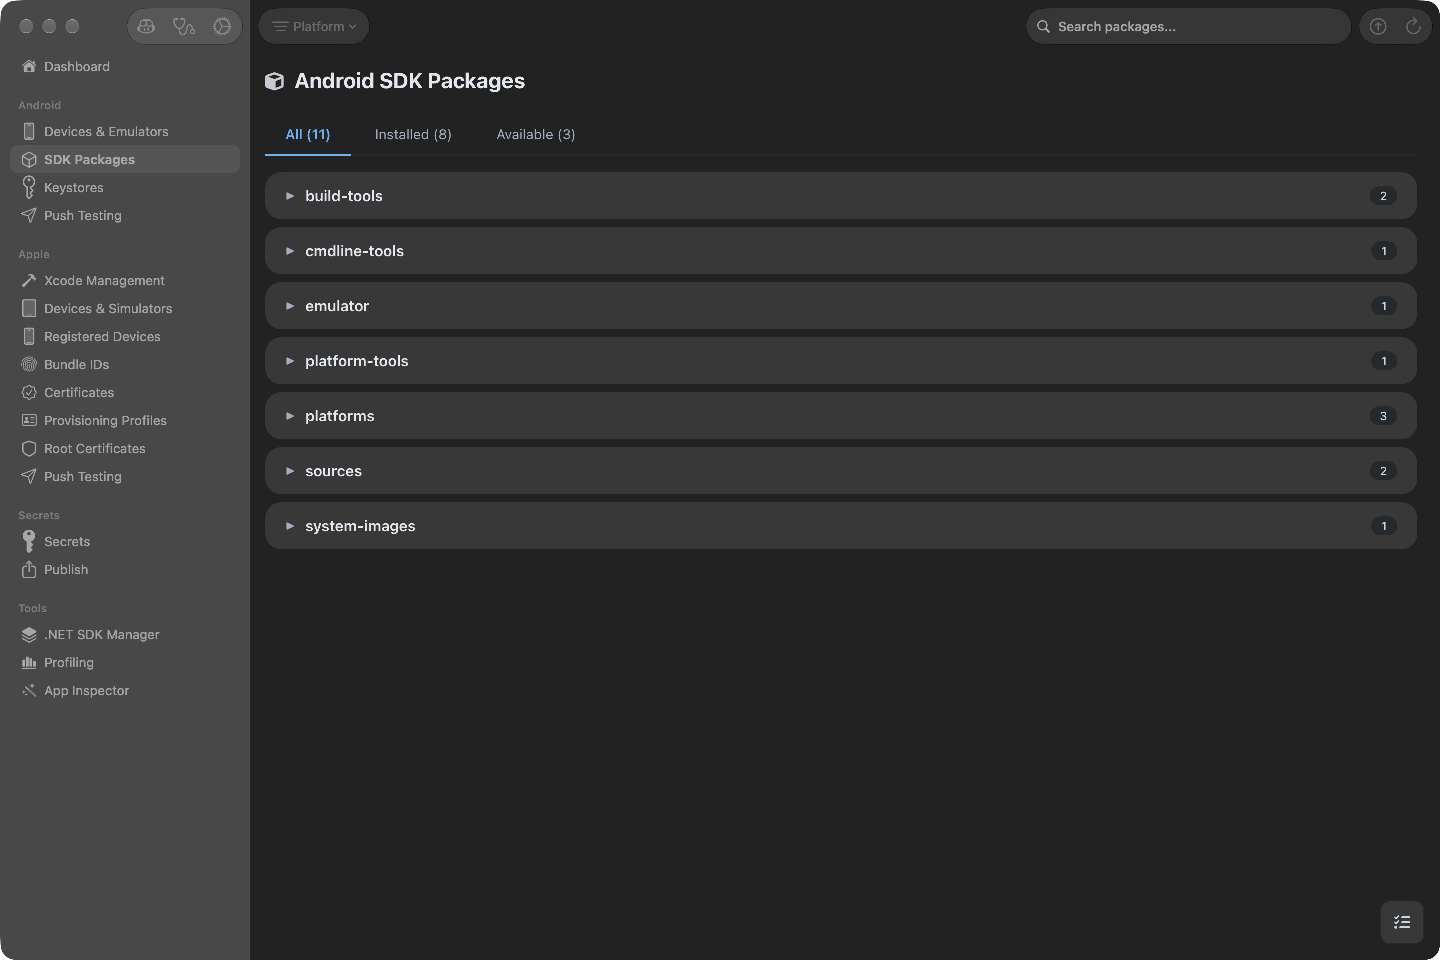 Platform
Search packages...
Dashboard
Android
Devices & Emulators
SDK Packages
Keystores
Push Testing
Apple
Xcode Management
Devices & Simulators
Registered Devices
Bundle IDs
Certificates
Provisioning Profiles
Root Certificates
Push Testing
Secrets
Secrets
Publish
Tools
.NET SDK Manager
Profiling
App Inspector
Android SDK Packages
All (11) Installed (8) Available (3)
build-tools 2
cmdline-tools 1
emulator 1
platform-tools 1
platforms 3
sources 2
system-images 1